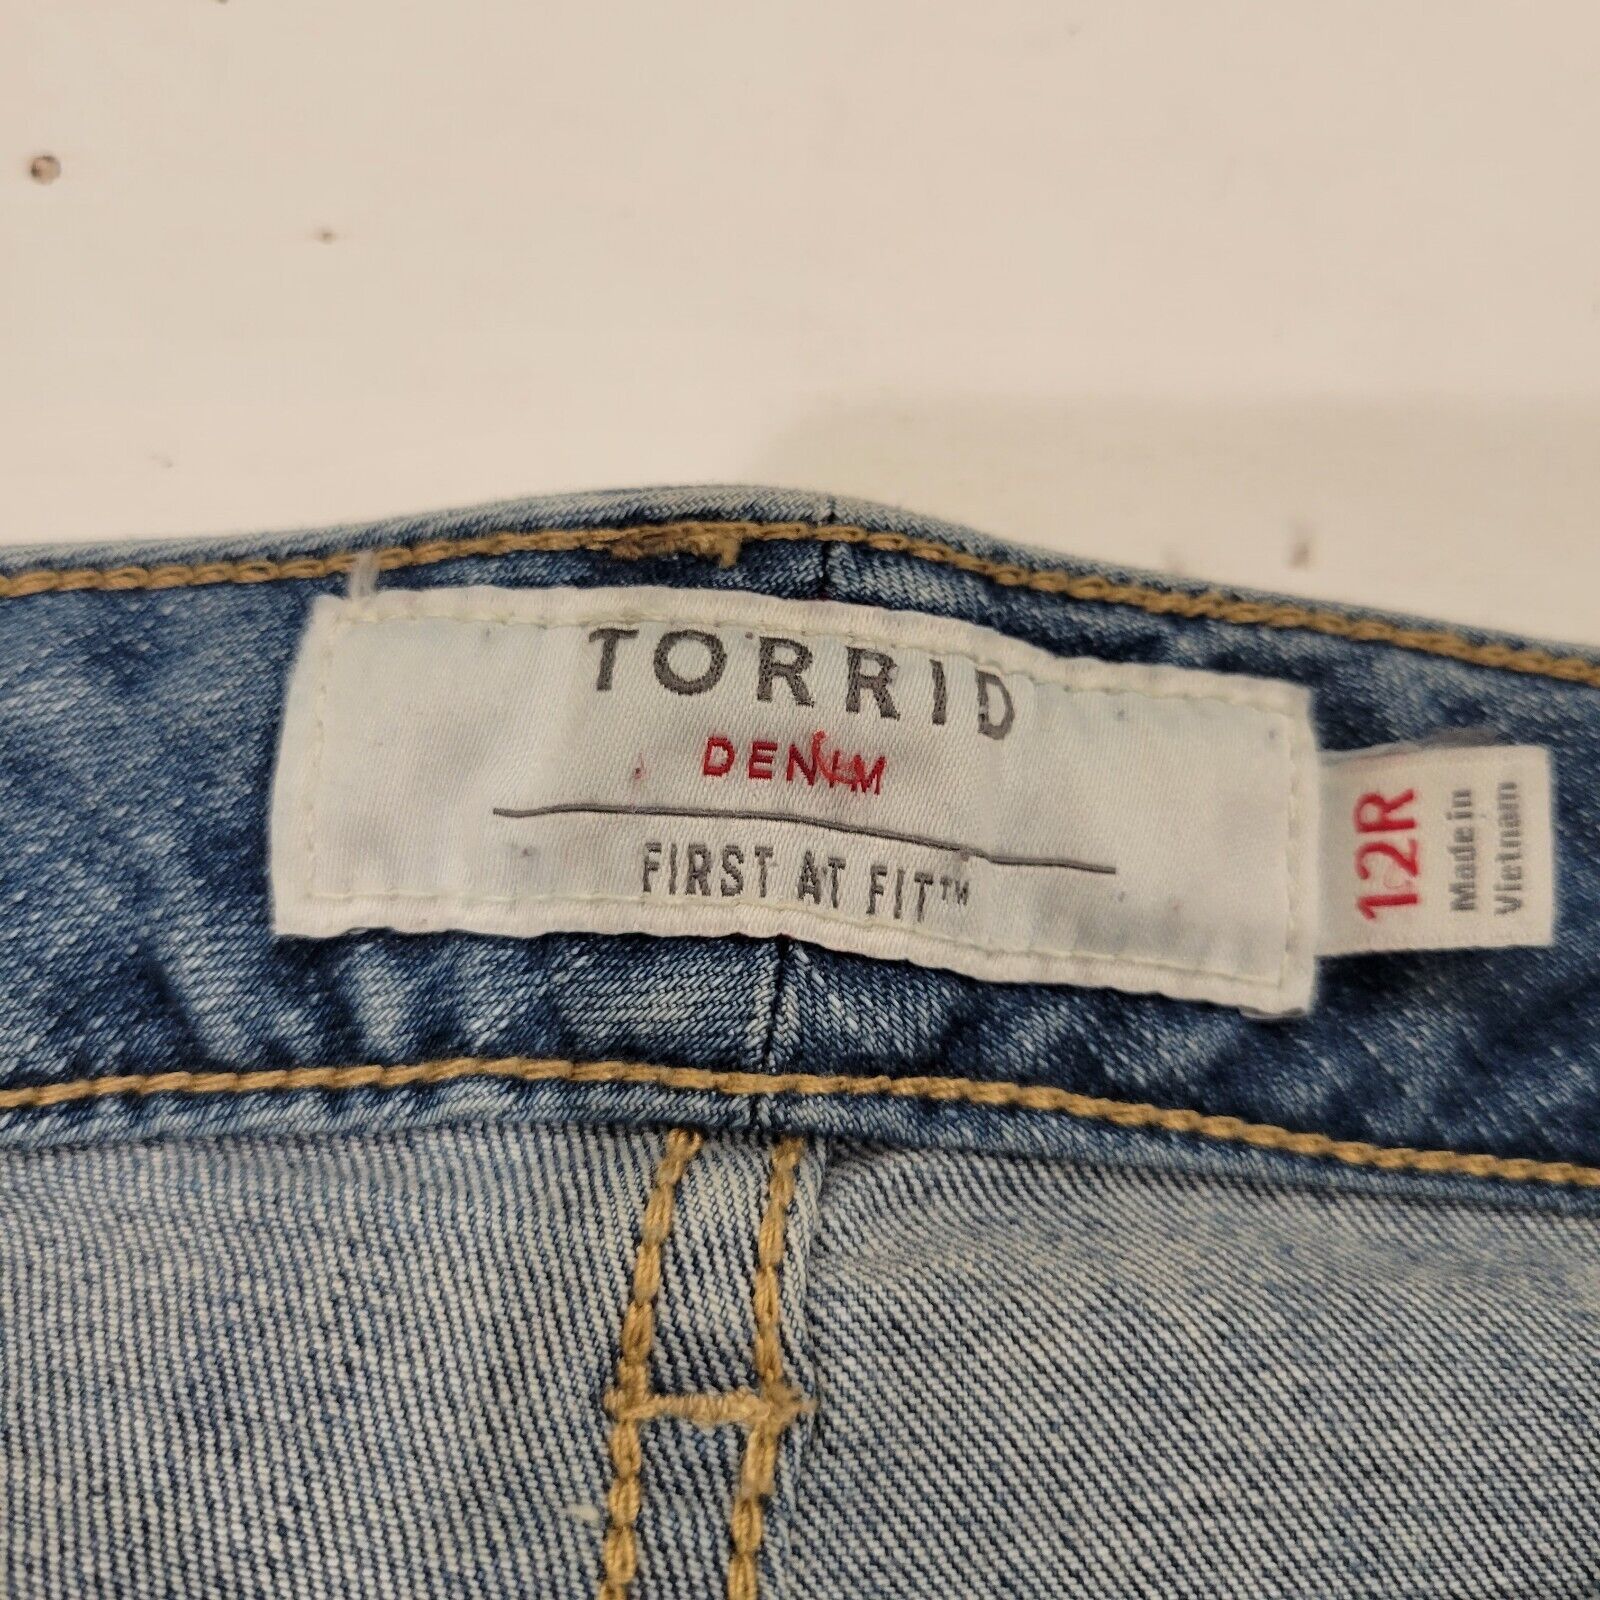 TORRID
DENIM
FIRST AT FIT™
12R
Made in
Vietnam